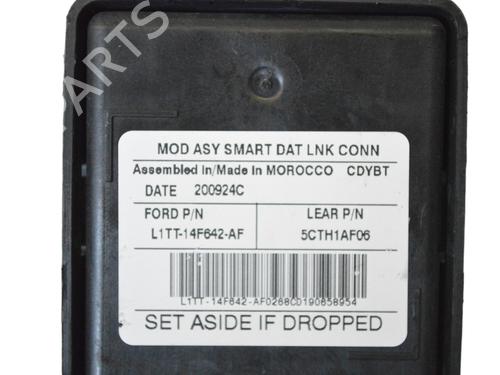 PARTS
MOD ASY SMART DAT LNK CONN
Assembled In/Made In MOROCCO CDYBT
DATE 200924C
FORD P/N LEAR P/N
L1TT-14F642-AF 5CTH1AF06
L1TT-14F642-AF0268CD190658954
SET ASIDE IF DROPPED